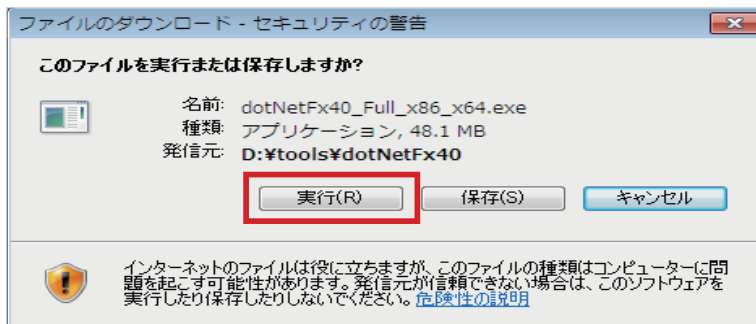 ファイルのダウンロード - セキュリティの警告
このファイルを実行または保存しますか?
名前: dotNetFx40_Full_x86_x64.exe
種類: アプリケーション, 48.1 MB
発信元: D:¥tools¥dotNetFx40
実行(R) 保存(S) キャンセル
インターネットのファイルは役に立ちますが、このファイルの種類はコンピューターに問
題を起こす可能性があります。発信元が信頼できない場合は、このソフトウェアを
実行したり保存したりしないでください。危険性の説明